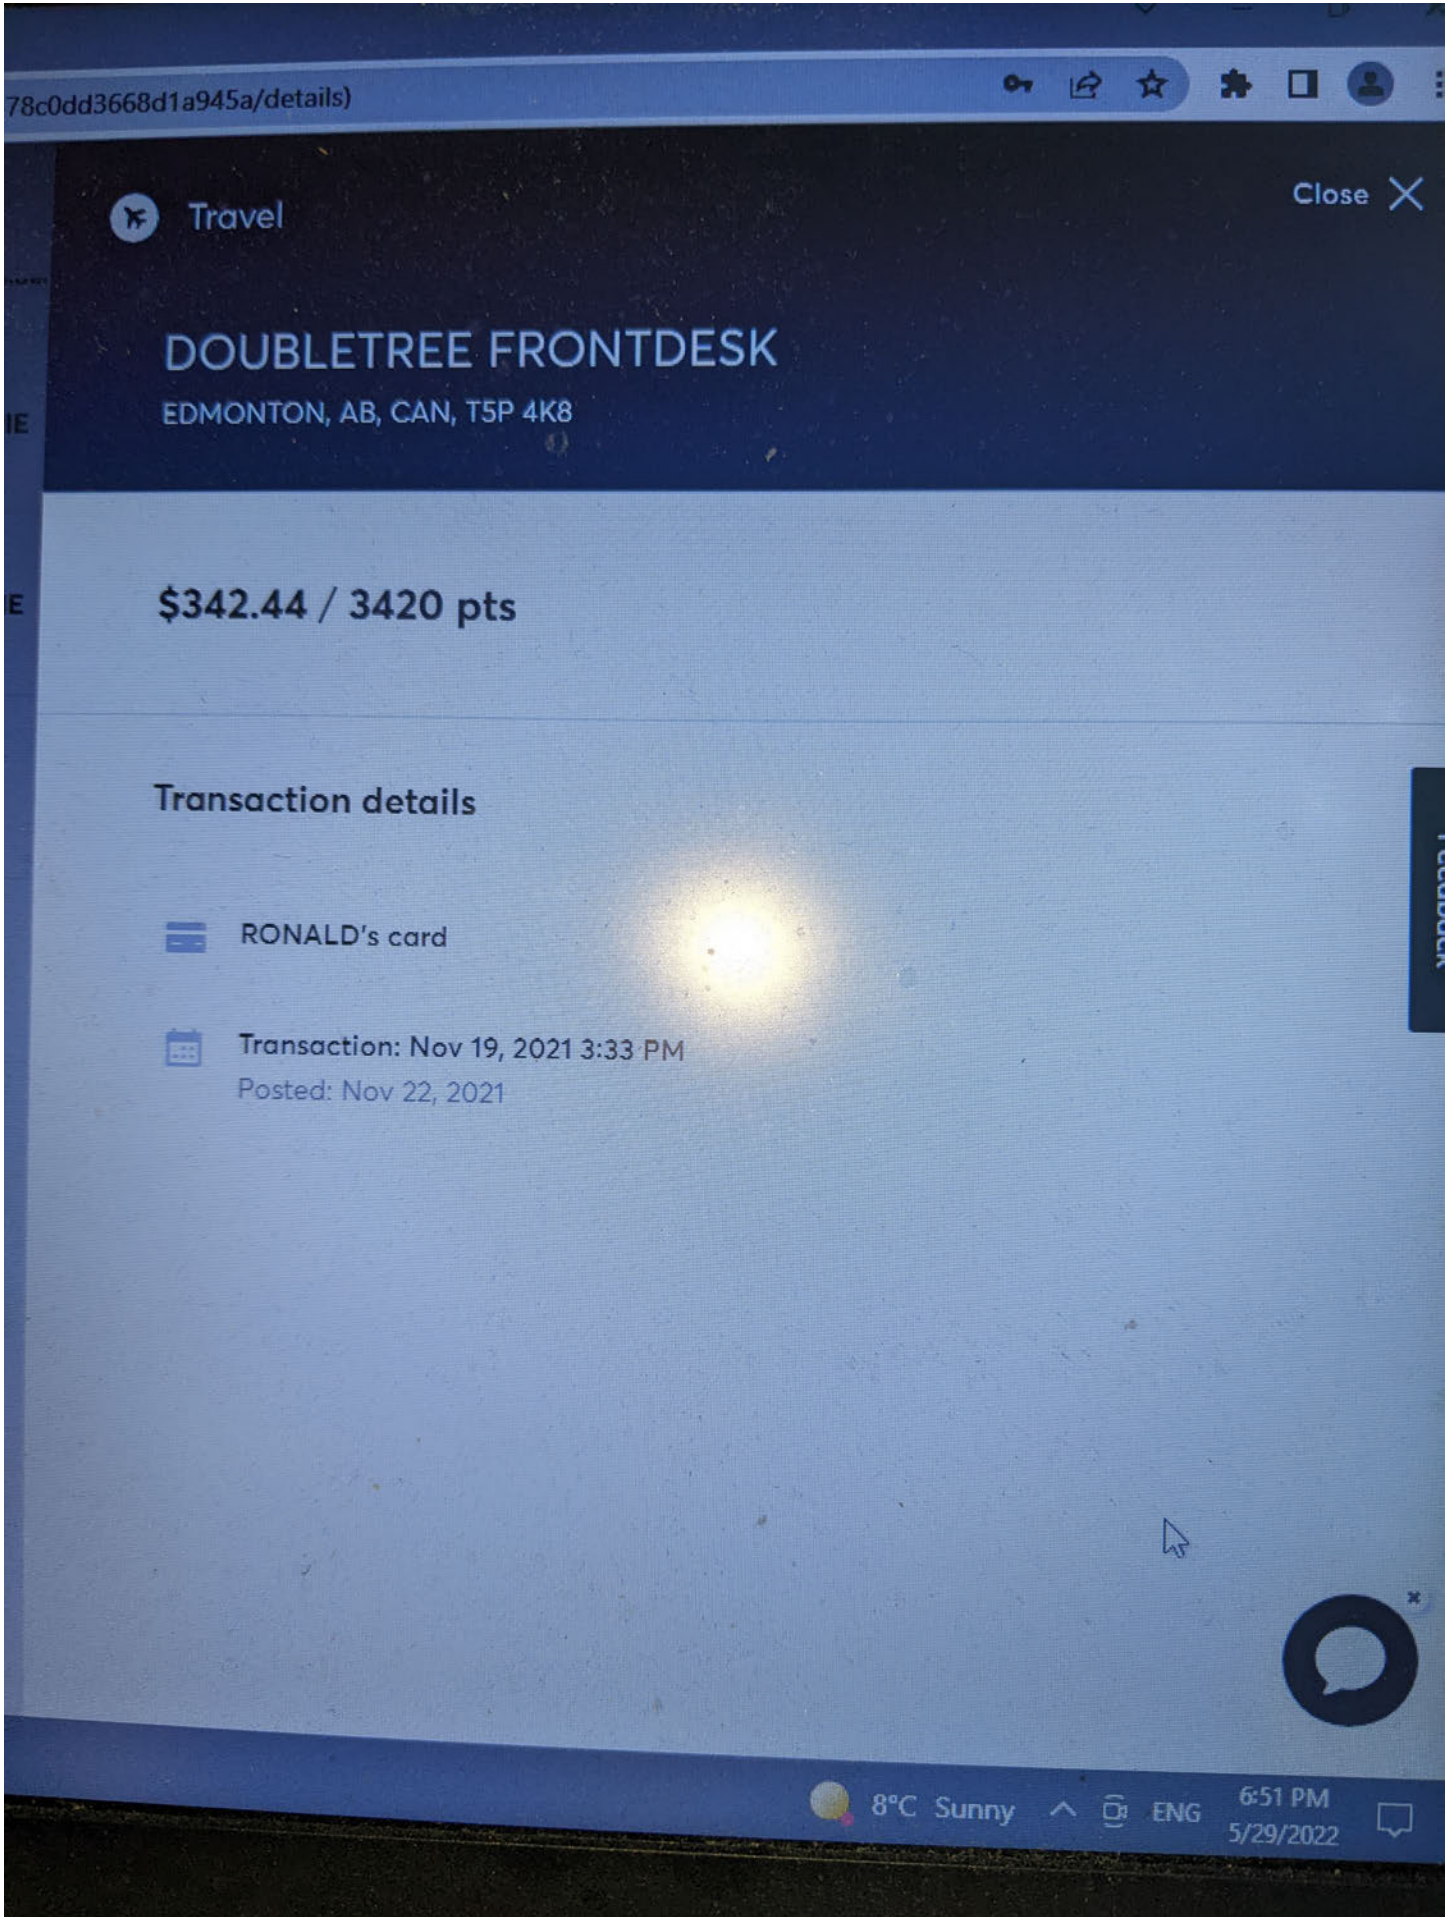 78c0dd3668d1a945a/details)
Travel
Close
DOUBLETREE FRONTDESK
EDMONTON, AB, CAN, T5P 4K8
IE
$342.44 / 3420 pts
E
Transaction details
Feedback
RONALD's card
Transaction: Nov 19, 2021 3:33 PM
Posted: Nov 22, 2021
8°C Sunny
ENG
6:51 PM
5/29/2022